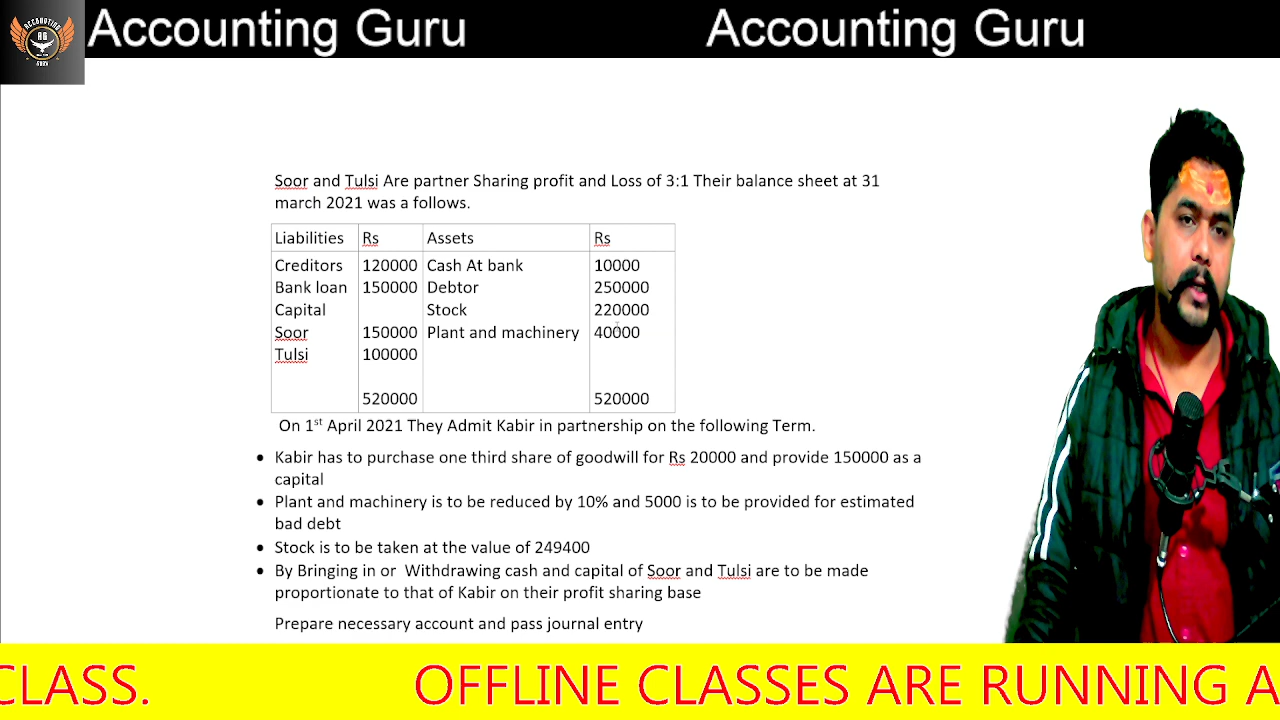 Accounting Guru
Accounting Guru
ACCOUNTING
AG
GURU
Soor and Tulsi Are partner Sharing profit and Loss of 3:1 Their balance sheet at 31
march 2021 was a follows.
Liabilities Rs Assets Rs
Creditors 120000 Cash At bank 10000
Bank loan 150000 Debtor 250000
Capital Stock 220000
Soor 150000 Plant and machinery 40000
Tulsi 100000
520000 520000
On 1st April 2021 They Admit Kabir in partnership on the following Term.
• Kabir has to purchase one third share of goodwill for Rs 20000 and provide 150000 as a
capital
• Plant and machinery is to be reduced by 10% and 5000 is to be provided for estimated
bad debt
• Stock is to be taken at the value of 249400
• By Bringing in or Withdrawing cash and capital of Soor and Tulsi are to be made
proportionate to that of Kabir on their profit sharing base
Prepare necessary account and pass journal entry
CLASS. OFFLINE CLASSES ARE RUNNING A